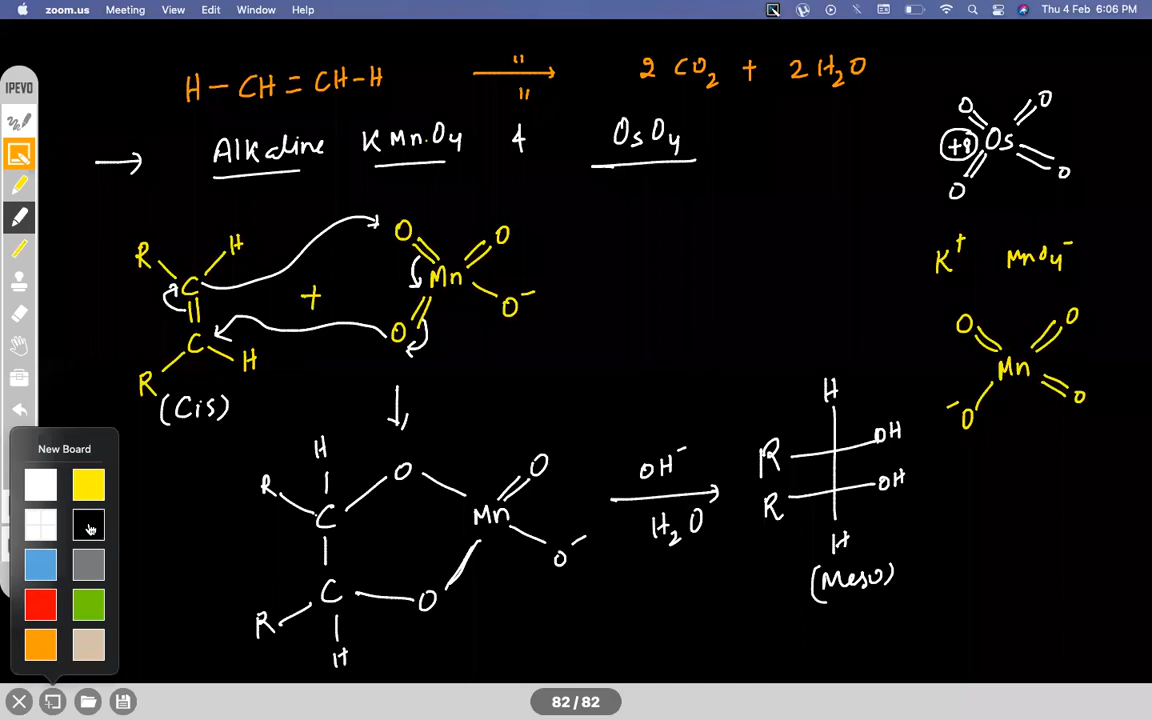 zoom.us Meeting View Edit Window Help Thu 4 Feb 6:06 PM
IPEVO
H - CH = CH - H " → " 2 CO₂ + 2 H₂O
→ Alkaline KMn.O₄ & OsO₄
O O
+8 Os
O O
K⁺ MnO₄⁻
R H
C
C
R H
(Cis)
+
O O
Mn
O O⁻
O O
Mn
⁻O O
↓
H
R C O O
Mn
O⁻
R C O
H
OH⁻
→
H₂O
H
R OH
R OH
H
(Meso)
New Board
82 / 82